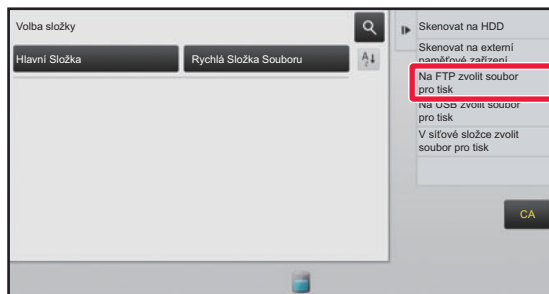 Volba složky
Hlavní Složka
Rychlá Složka Souboru
Skenovat na HDD
Skenovat na externí
paměťové zařízení
Na FTP zvolit soubor
pro tisk
Na USB zvolit soubor
pro tisk
V síťové složce zvolit
soubor pro tisk
CA